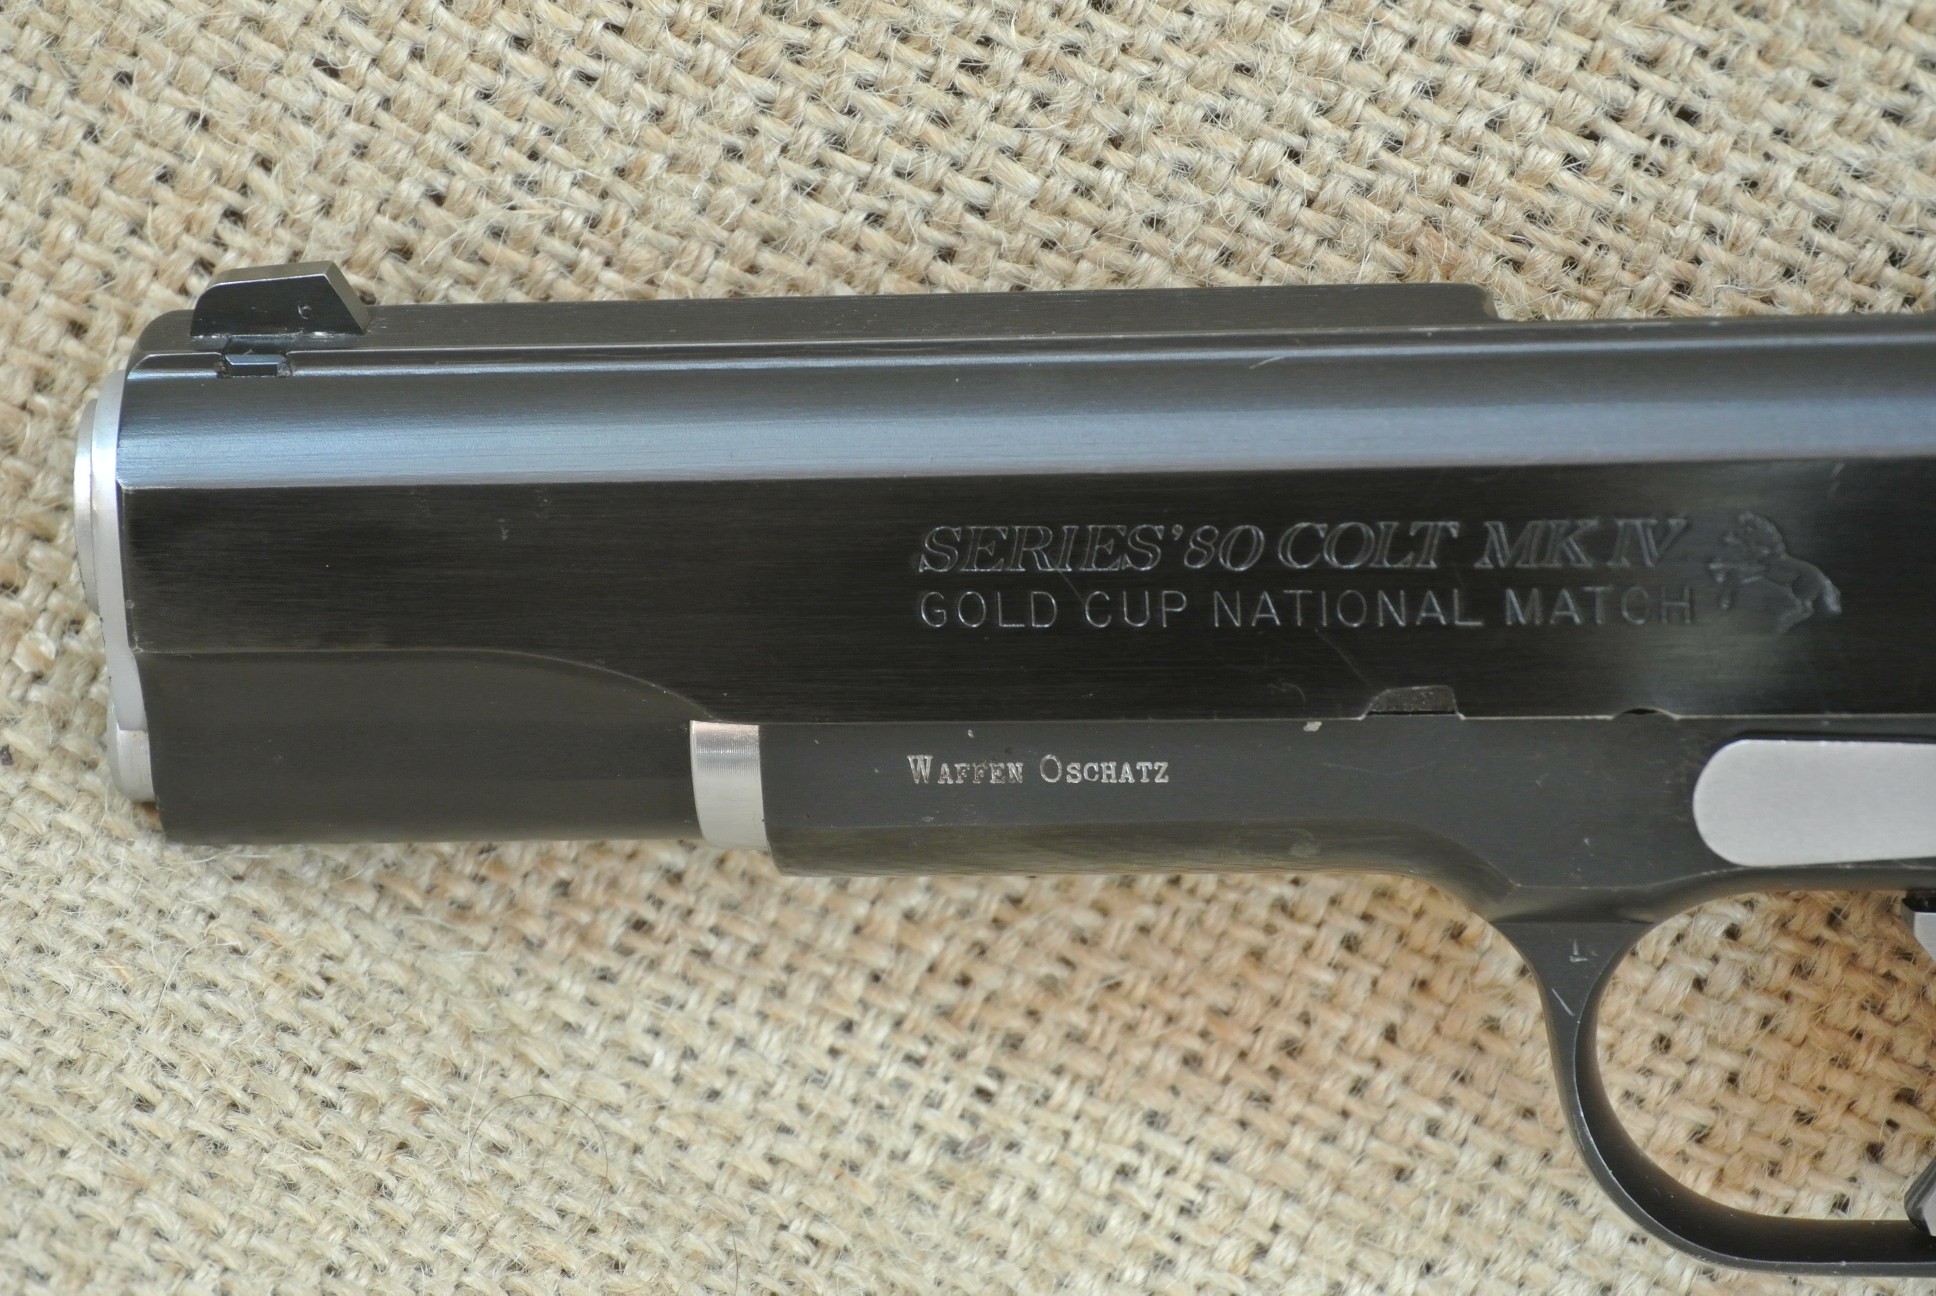 SERIES'80 COLT MK IV
GOLD CUP NATIONAL MATCH
WAFFEN OSCHATZ